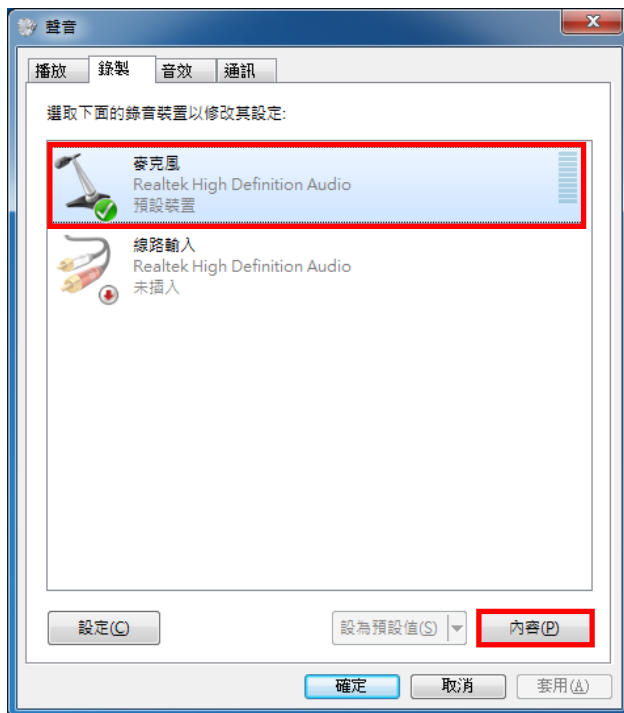 聲音
播放 錄製 音效 通訊
選取下面的錄音裝置以修改其設定:
麥克風
Realtek High Definition Audio
預設裝置
線路輸入
Realtek High Definition Audio
未插入
設定(C) 設為預設值(S) 內容(P)
確定 取消 套用(A)